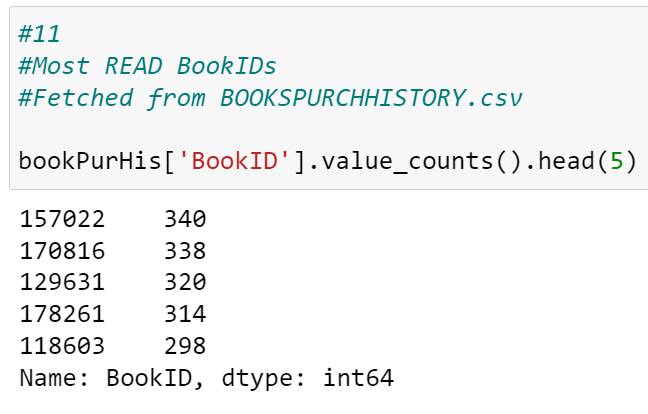 #11
#Most READ BookIDs
#Fetched from BOOKSPURCHHISTORY.csv
bookPurHis['BookID'].value_counts().head(5)
157022    340
170816    338
129631    320
178261    314
118603    298
Name: BookID, dtype: int64